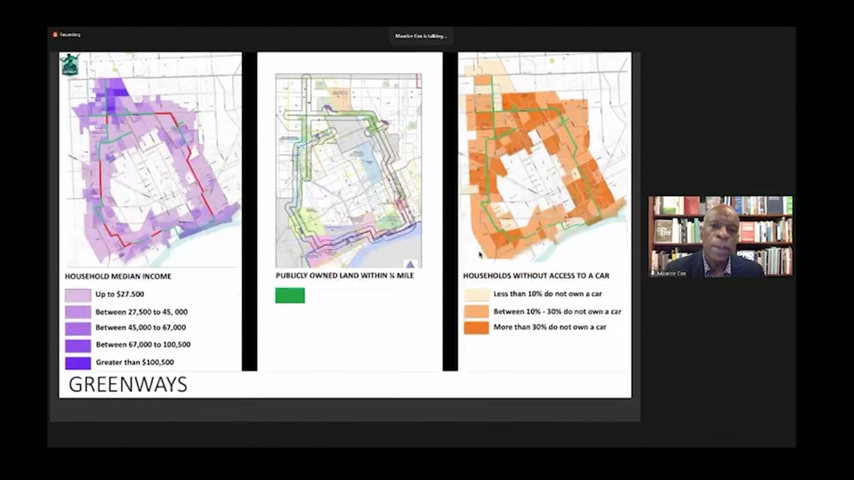 Recording
Maurice Cox is talking...
HOUSEHOLD MEDIAN INCOME
Up to $27.500
Between 27,500 to 45, 000
Between 45,000 to 67,000
Between 67,000 to 100,500
Greater than $100,500
PUBLICLY OWNED LAND WITHIN ¼ MILE
HOUSEHOLDS WITHOUT ACCESS TO A CAR
Less than 10% do not own a car
Between 10% - 30% do not own a car
More than 30% do not own a car
GREENWAYS
Maurice Cox